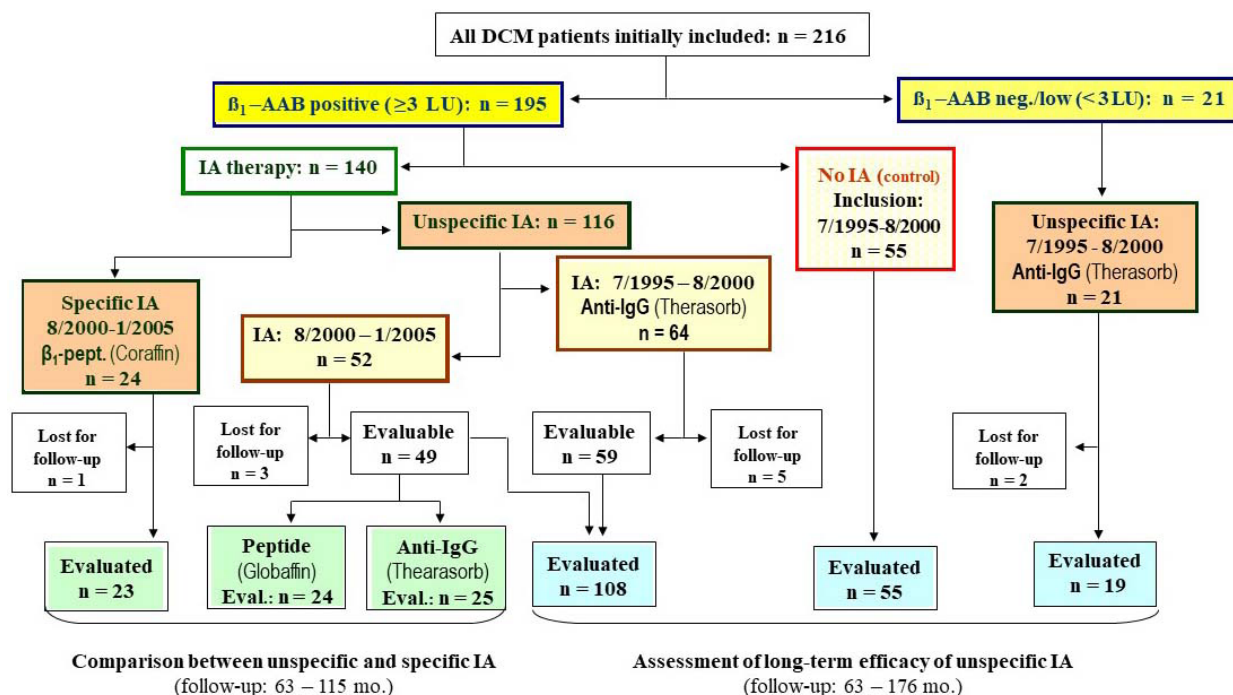 All DCM patients initially included: n = 216
ß₁–AAB positive (≥3 LU): n = 195
ß₁–AAB neg./low (<3 LU): n = 21
IA therapy: n = 140
No IA (control)
Inclusion:
7/1995-8/2000
n = 55
Unspecific IA: n = 116
Unspecific IA:
7/1995 - 8/2000
Anti-IgG (Therasorb)
n = 21
Specific IA
8/2000-1/2005
β₁-pept. (Coraffin)
n = 24
IA: 8/2000 – 1/2005
n = 52
IA: 7/1995 – 8/2000
Anti-IgG (Therasorb)
n = 64
Lost for
follow-up
n = 1
Lost for
follow-up
n = 3
Evaluable
n = 49
Evaluable
n = 59
Lost for
follow-up
n = 5
Lost for
follow-up
n = 2
Evaluated
n = 23
Peptide
(Globaffin)
Eval.: n = 24
Anti-IgG
(Thearasorb)
Eval.: n = 25
Evaluated
n = 108
Evaluated
n = 55
Evaluated
n = 19
Comparison between unspecific and specific IA
(follow-up: 63 – 115 mo.)
Assessment of long-term efficacy of unspecific IA
(follow-up: 63 – 176 mo.)